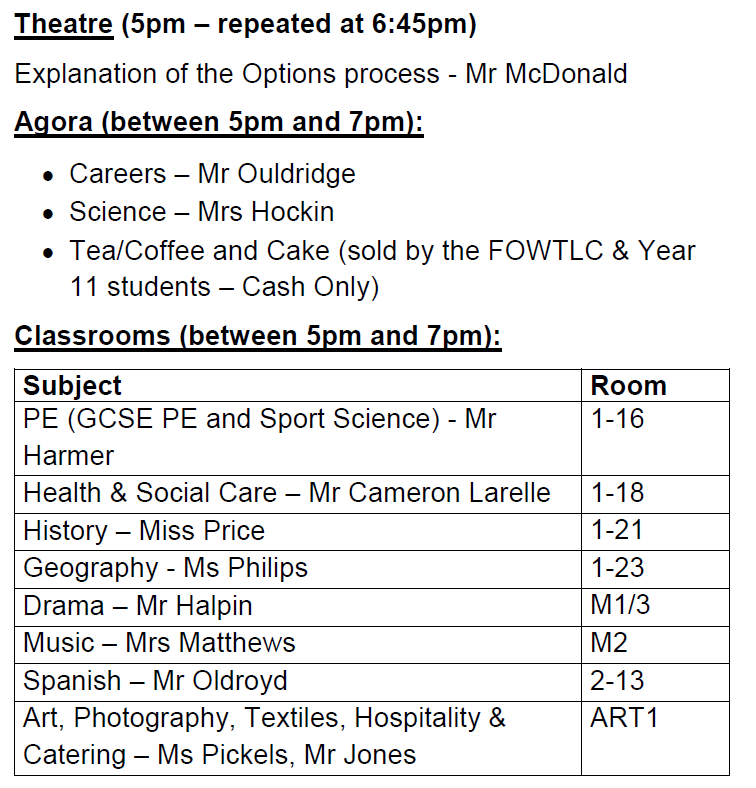 Theatre (5pm – repeated at 6:45pm)
Explanation of the Options process - Mr McDonald
Agora (between 5pm and 7pm):
• Careers – Mr Ouldridge
• Science – Mrs Hockin
• Tea/Coffee and Cake (sold by the FOWTLC & Year
11 students – Cash Only)
Classrooms (between 5pm and 7pm):
Subject Room
PE (GCSE PE and Sport Science) - Mr 1-16
Harmer
Health & Social Care – Mr Cameron Larelle 1-18
History – Miss Price 1-21
Geography - Ms Philips 1-23
Drama – Mr Halpin M1/3
Music – Mrs Matthews M2
Spanish – Mr Oldroyd 2-13
Art, Photography, Textiles, Hospitality & ART1
Catering – Ms Pickels, Mr Jones